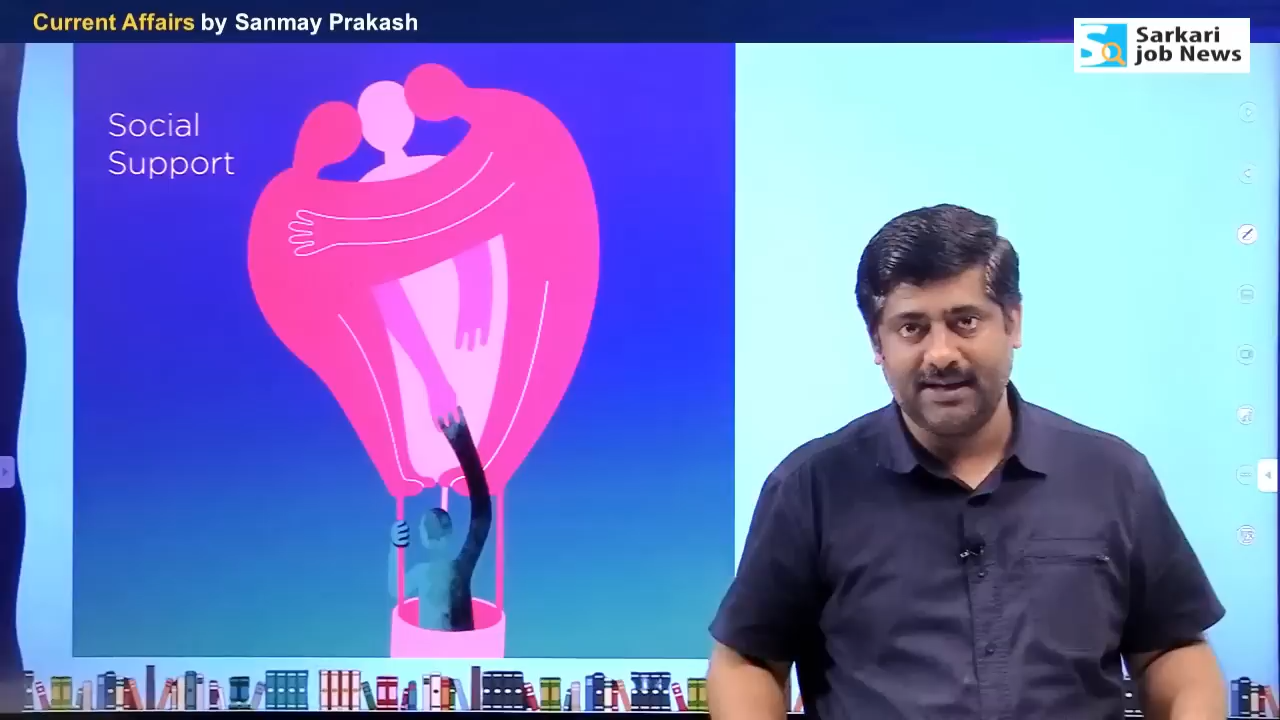 Current Affairs by Sanmay Prakash
Sarkari
job News
Social
Support